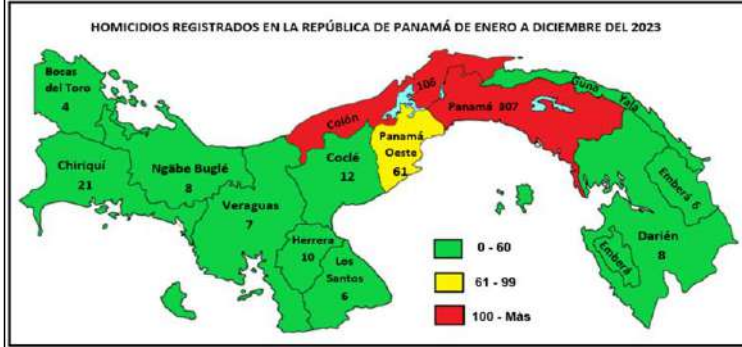 HOMICIDIOS REGISTRADOS EN LA REPÚBLICA DE PANAMÁ DE ENERO A DICIEMBRE DEL 2023
Bocas
del Toro
4
Chiriquí
21
Ngäbe Buglé
8
Veraguas
7
Herrera
10
Los
Santos
6
Coclé
12
Colón
106
Panamá
Oeste
61
Panamá 307
Guna Yala
Emberá 6
Darién
8
Emberá
0 - 60
61 - 99
100 - Más